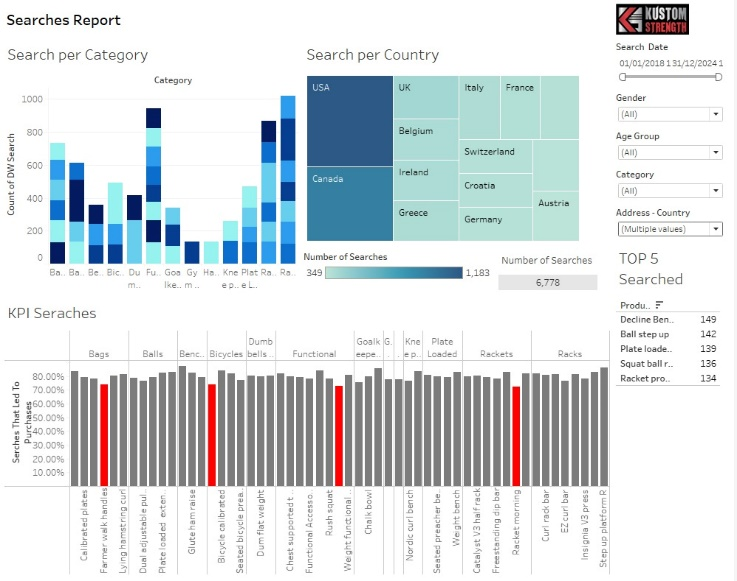 Searches Report
KUSTOM
STRENGTH
Search per Category
Category
Count of DW Search
1000
800
600
400
200
0
Ba..
Ba..
Be..
Bic..
Du
m..
Fu..
Goa
lke..
Gy
m ..
Ha..
Kne
e p..
Plat
e L..
Ra..
Ra..
Search per Country
USA
Canada
UK
Belgium
Ireland
Greece
Italy
France
Switzerland
Croatia
Germany
Austria
Number of Searches
349
1,183
Number of Searches
6,778
Search Date
01/01/2018
31/12/2024
Gender
(All)
Age Group
(All)
Category
(All)
Address - Country
(Multiple values)
TOP 5
Searched
Produ..
Decline Ben.. 149
Ball step up 142
Plate loade.. 139
Squat ball r.. 136
Racket pro.. 134
KPI Seraches
Serches That Led To
Purchases
80.00%
70.00%
60.00%
50.00%
40.00%
30.00%
20.00%
10.00%
Bags
Balls
Benc..
Bicycles
Dumb
bells ..
Functional
Goalk
eepe..
G.
.
Kne
e p..
Plate
Loaded
Rackets
Racks
Calibrated plates
Farmer walk handles
Lying hamstring curl
Dual adjustable pul..
Plate loaded exten..
Glute ham raise
Bicycle calibrated
Seated bicycle prea..
Dum flat weight
Chest supported t..
Functional Accesso..
Rush squat
Weight functional ..
Chalk bowl
Nordic curl bench
Seated preacher be..
Weight bench
Catalyst V3 half rack
Freestanding dip bar
Racket morning
Curl rack bar
EZ curl bar
Insignia V3 press
Step up platform R